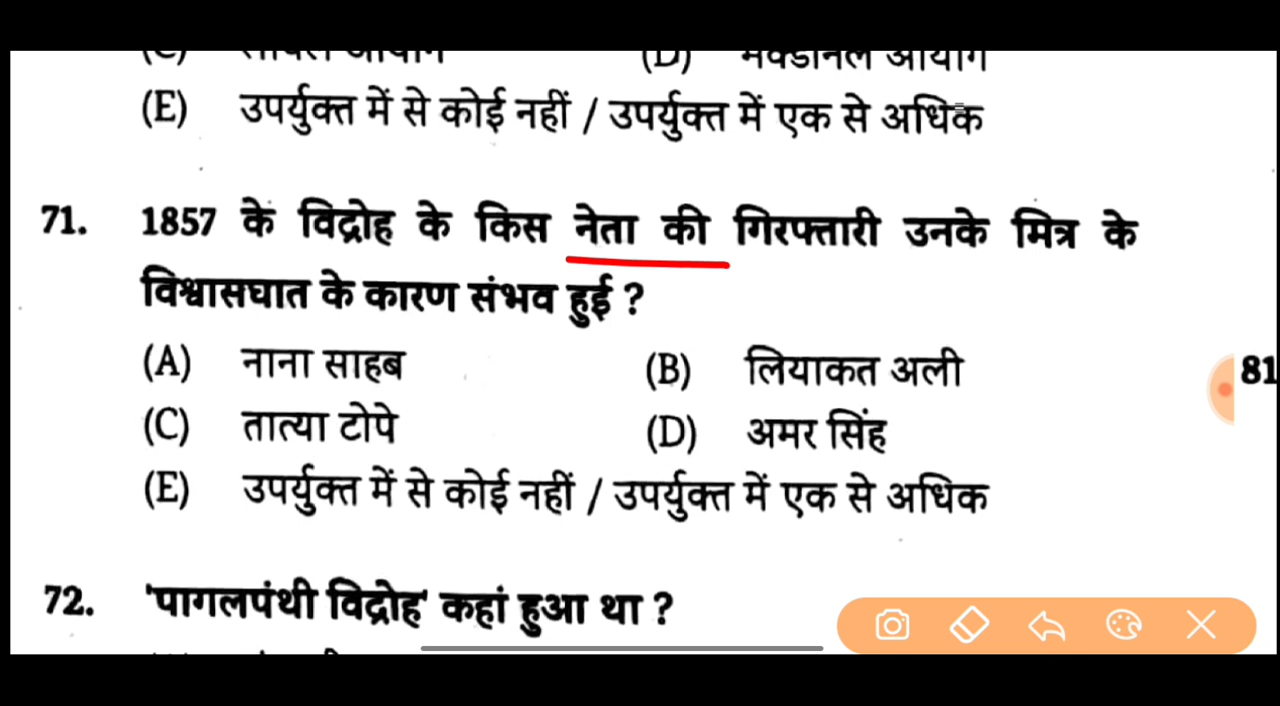 (E) उपर्युक्त में से कोई नहीं / उपर्युक्त में एक से अधिक
71. 1857 के विद्रोह के किस नेता की गिरफ्तारी उनके मित्र के
विश्वासघात के कारण संभव हुई ?
(A) नाना साहब (B) लियाकत अली
(C) तात्या टोपे (D) अमर सिंह
(E) उपर्युक्त में से कोई नहीं / उपर्युक्त में एक से अधिक
81
72. 'पागलपंथी विद्रोह' कहां हुआ था ?